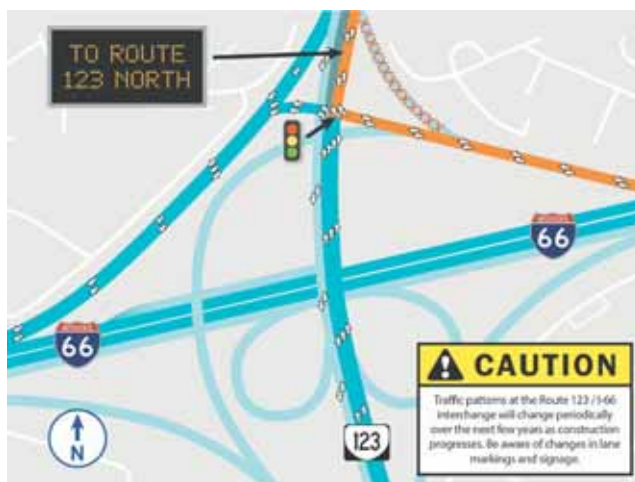 TO ROUTE
123 NORTH
66
66
CAUTION
Traffic patterns at the Route 123 / I-66
interchange will change periodically
over the next few years as construction
progresses. Be aware of changes in lane
markings and signage.
N
123